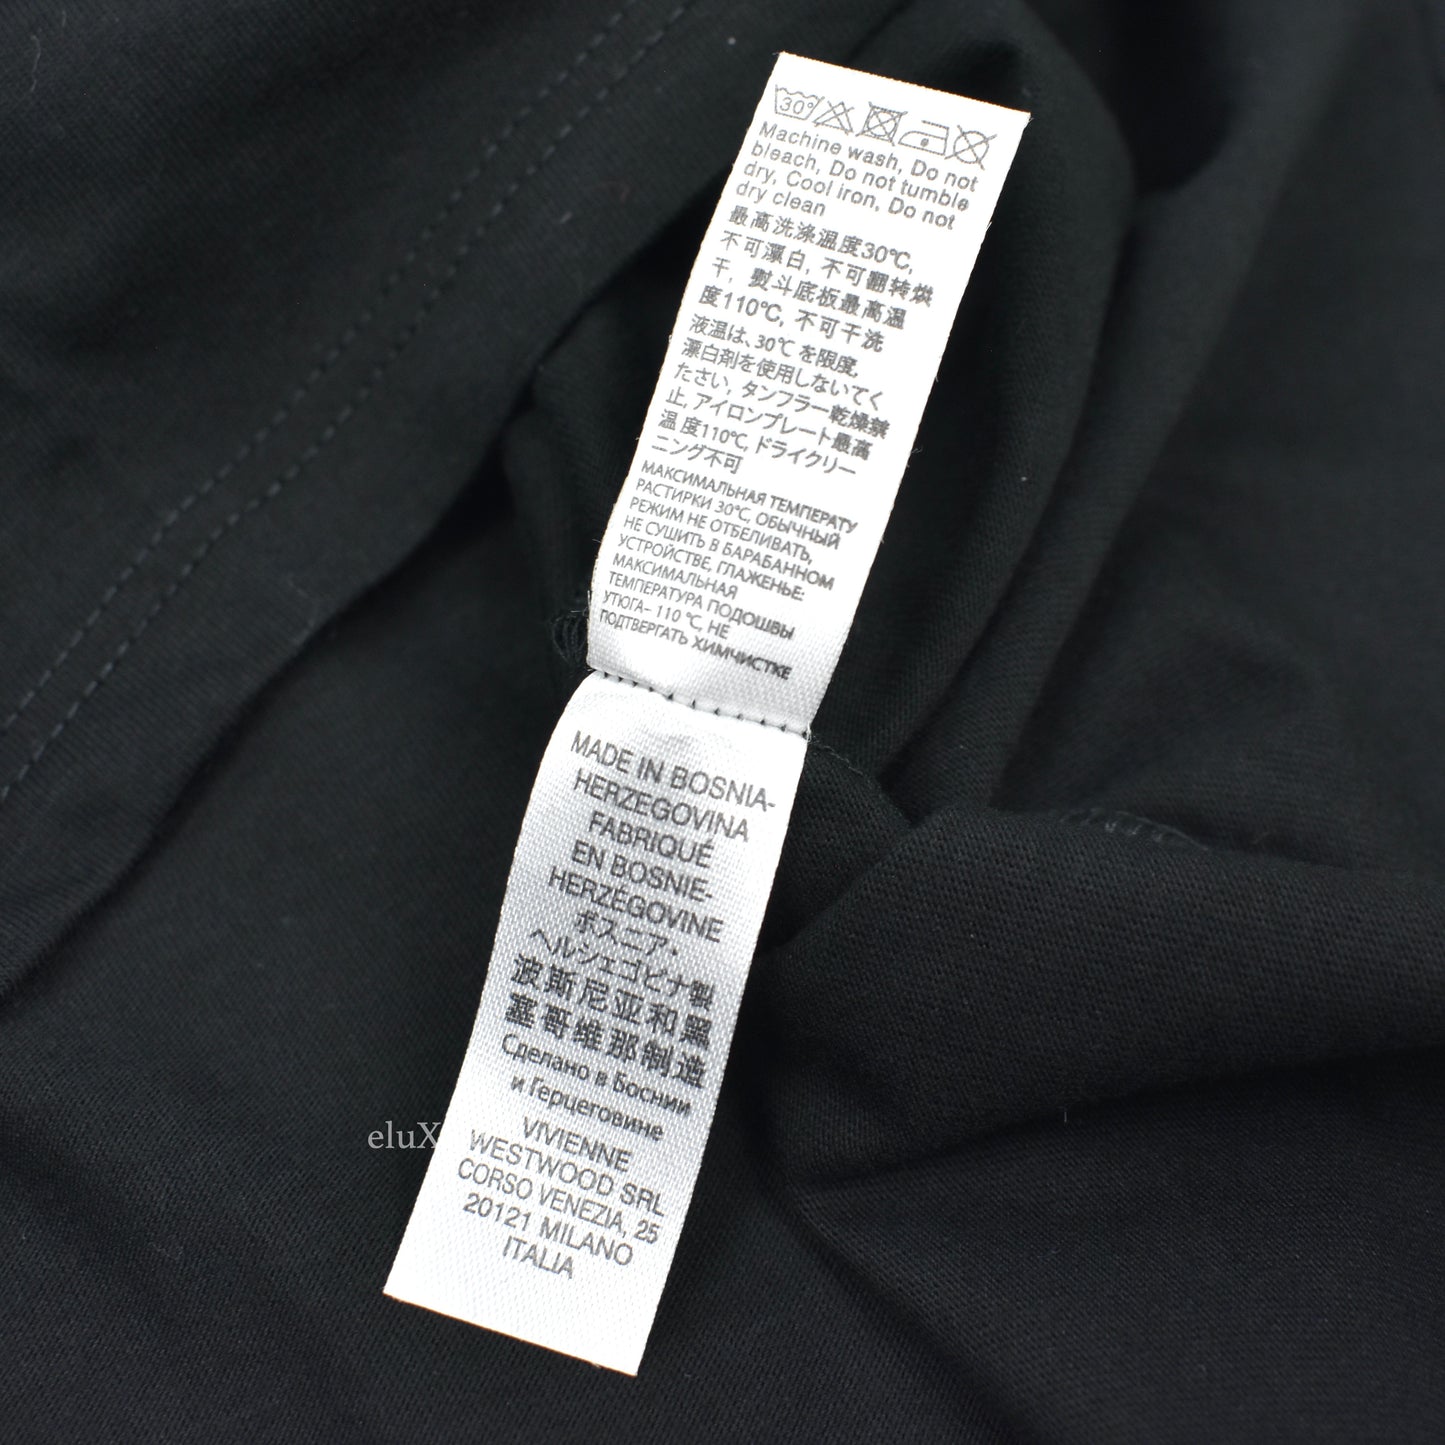 30°
Machine wash, Do not
bleach, Do not tumble
dry, Cool iron, Do not
dry clean
最高洗涤温度30℃,
不可漂白, 不可翻转烘
干, 熨斗底板最高温
度110℃, 不可干洗
液温は、30℃ を限度,
漂白剤を使用しないてく
たさい, タンフラー乾燥禁
止, アイロンプレート最高
温 度110℃, ドライクリー
ニング不可
МАКСИМАЛЬНАЯ ТЕМПЕРАТУ
РАСТИРКИ 30℃, ОБЫЧНЫЙ
РЕЖИМ НЕ ОТБЕЛИВАТЬ,
НЕ СУШИТЬ В БАРАБАННОМ
УСТРОЙСТВЕ, ГЛАЖЕНЬЕ:
МАКСИМАЛЬНАЯ
ТЕМПЕРАТУРА ПОДОШВЫ
УТЮГА- 110 ℃, НЕ
ПОДТВЕРГАТЬ ХИМЧИСТКЕ
MADE IN BOSNIA-
HERZEGOVINA
FABRIQUÉ
EN BOSNIE-
HERZÉGOVINE
ボスニア、
ヘルシェゴビナ製
波斯尼亚和黑
塞哥维那制造
Сделано в Боснии
и Герцеговине
VIVIENNE
WESTWOOD SRL
CORSO VENEZIA, 25
20121 MILANO
ITALIA
eluX